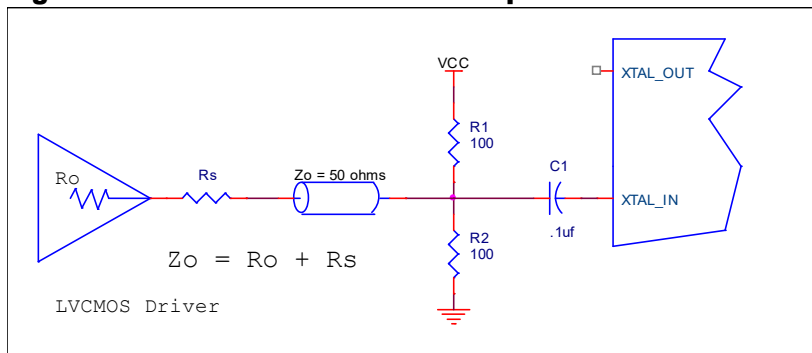 VCC
XTAL_OUT
R1
100
C1
Ro
Rs
Zo = 50 ohms
XTAL_IN
.1uf
R2
100
Zo = Ro + Rs
LVCMOS Driver